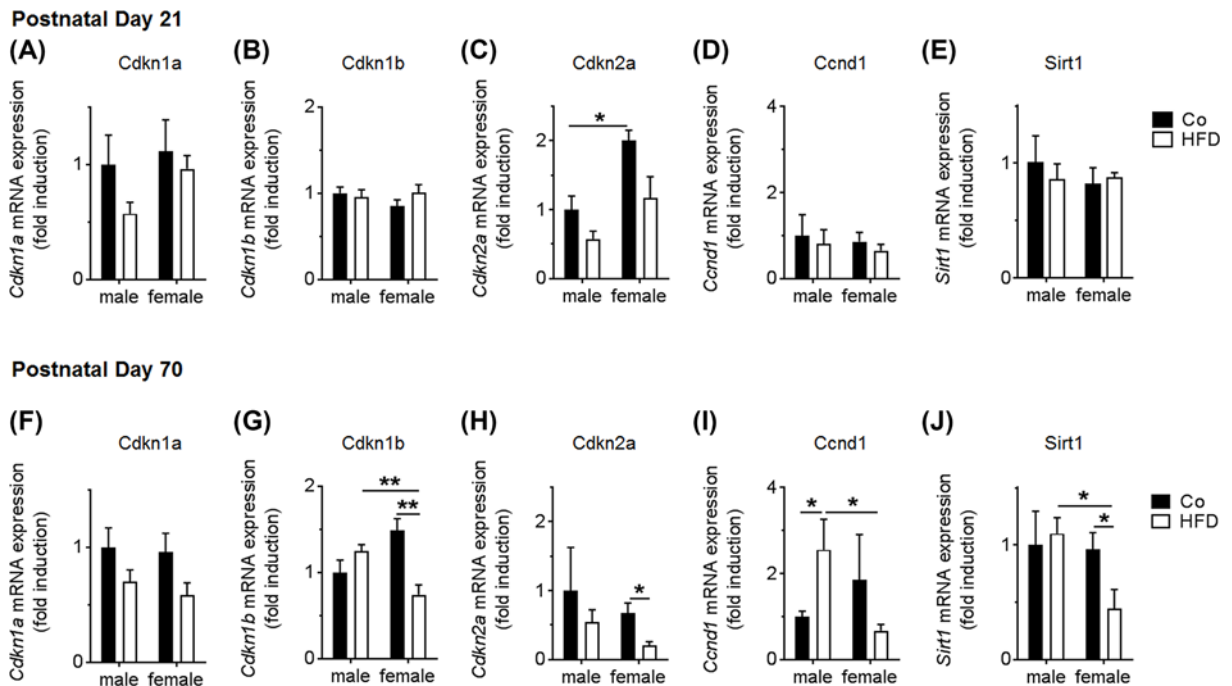 Postnatal Day 21
(A)
Cdkn1a
Cdkn1a mRNA expression
(fold induction)
1
0
male female
(B)
Cdkn1b
Cdkn1b mRNA expression
(fold induction)
2
1
0
male female
(C)
Cdkn2a
Cdkn2a mRNA expression
(fold induction)
2
1
0
*
male female
(D)
Ccnd1
Ccnd1 mRNA expression
(fold induction)
4
2
0
male female
(E)
Sirt1
Sirt1 mRNA expression
(fold induction)
1
0
male female
Co
HFD
Postnatal Day 70
(F)
Cdkn1a
Cdkn1a mRNA expression
(fold induction)
1
0
male female
(G)
Cdkn1b
Cdkn1b mRNA expression
(fold induction)
2
1
0
**
**
male female
(H)
Cdkn2a
Cdkn2a mRNA expression
(fold induction)
2
1
0
*
male female
(I)
Ccnd1
Ccnd1 mRNA expression
(fold induction)
4
2
0
* *
male female
(J)
Sirt1
Sirt1 mRNA expression
(fold induction)
1
0
*
*
male female
Co
HFD